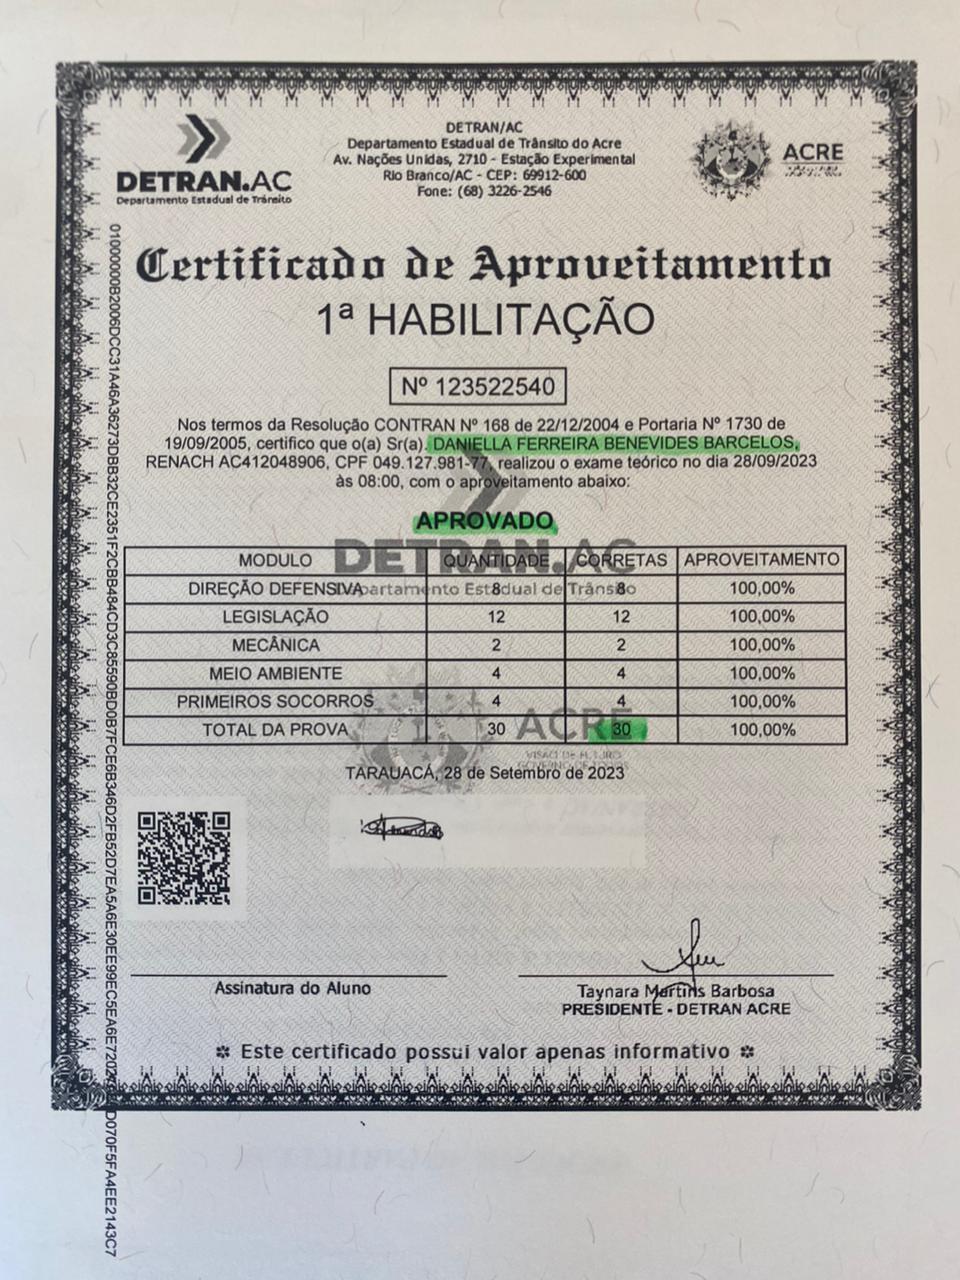 DETRAN.AC
Departamento Estadual de Trânsito
DETRAN/AC
Departamento Estadual de Trânsito do Acre
Av. Nações Unidas, 2710 - Estação Experimental
Rio Branco/AC - CEP: 69912-600
Fone: (68) 3226-2546
ACRE
Certificado de Aproveitamento
1ª HABILITAÇÃO
Nº 123522540
Nos termos da Resolução CONTRAN Nº 168 de 22/12/2004 e Portaria Nº 1730 de
19/09/2005, certifico que o(a) Sr(a). DANIELLA FERREIRA BENEVIDES BARCELOS,
RENACH AC412048906, CPF 049.127.981-77, realizou o exame teórico no dia 28/09/2023
às 08:00, com o aproveitamento abaixo:
APROVADO
DETRAN.AC
Departamento Estadual de Trânsito
MODULO QUANTIDADE CORRETAS APROVEITAMENTO
DIREÇÃO DEFENSIVA 8 8 100,00%
LEGISLAÇÃO 12 12 100,00%
MECÂNICA 2 2 100,00%
MEIO AMBIENTE 4 4 100,00%
PRIMEIROS SOCORROS 4 4 100,00%
TOTAL DA PROVA 30 30 100,00%
ACRE
TARAUACÁ, 28 de Setembro de 2023
Assinatura do Aluno
Taynara Martins Barbosa
PRESIDENTE - DETRAN ACRE
Este certificado possui valor apenas informativo